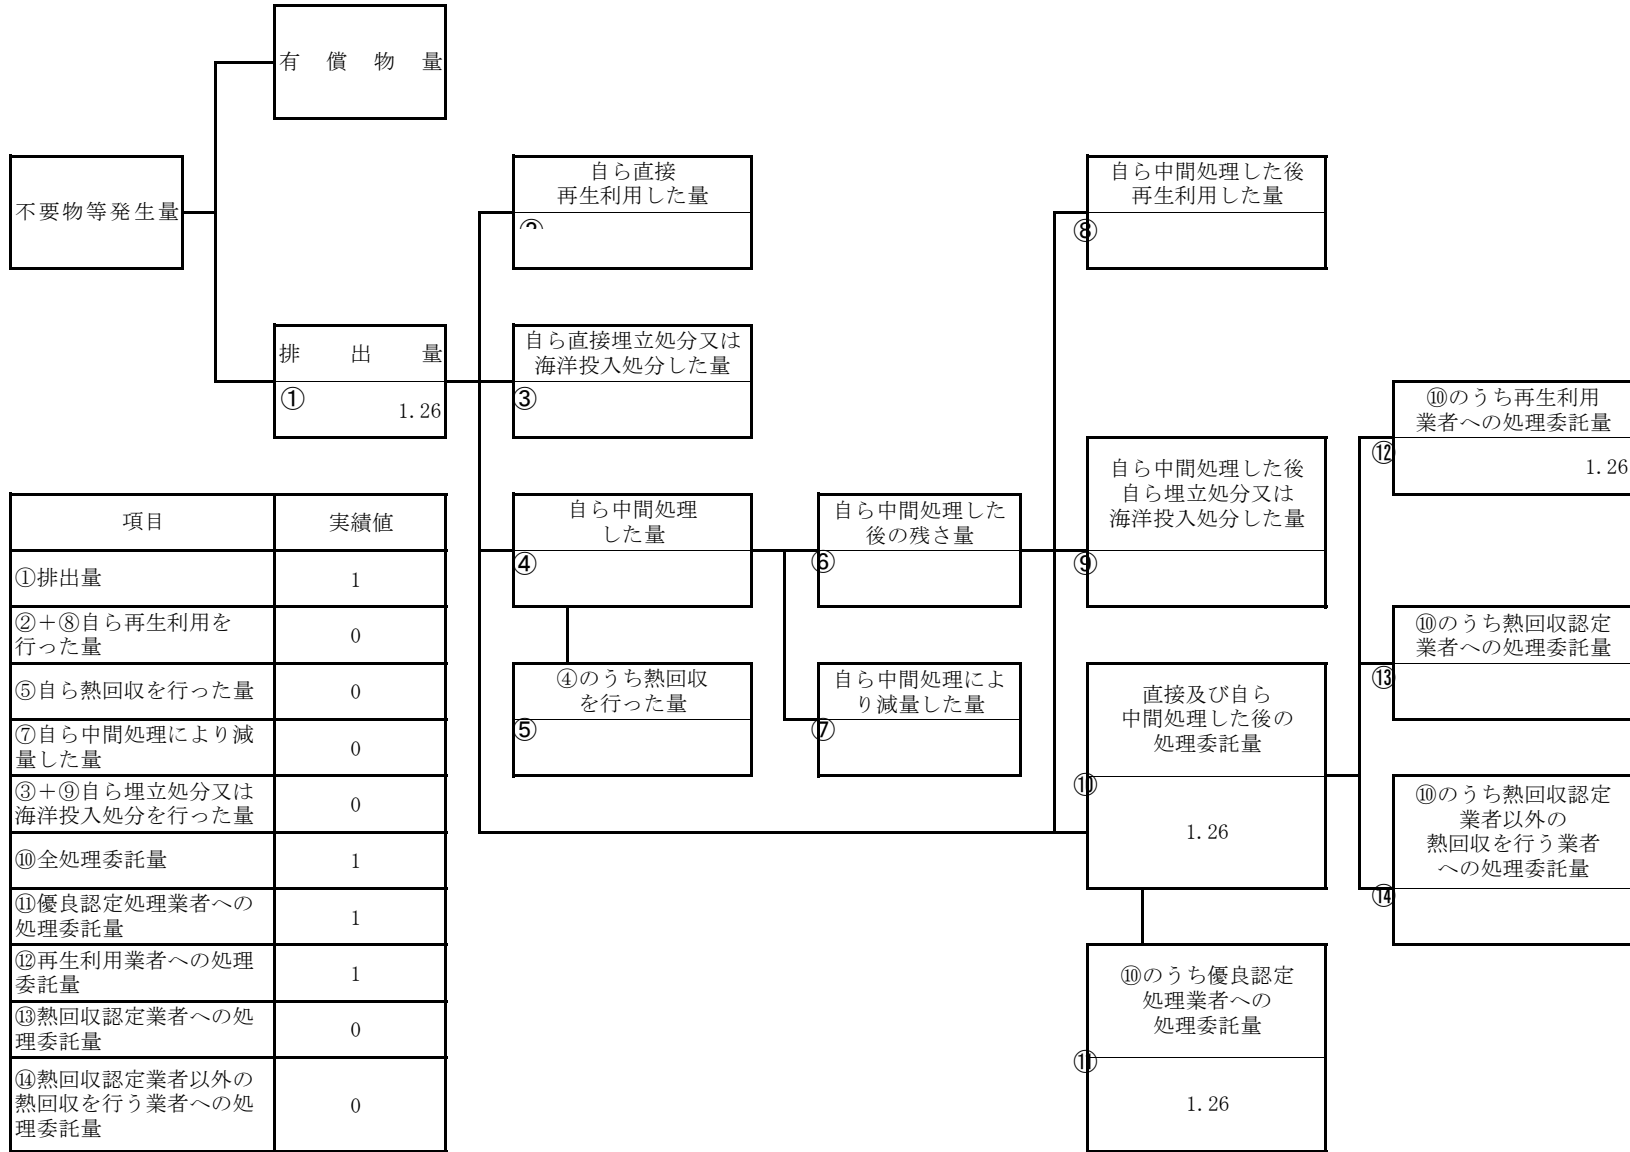 有償物量
不要物等発生量
排出量
① 1.26
自ら直接
再生利用した量
②
自ら直接埋立処分又は
海洋投入処分した量
③
自ら中間処理
した量
④
④のうち熱回収
を行った量
⑤
自ら中間処理した
後の残さ量
⑥
自ら中間処理によ
り減量した量
⑦
自ら中間処理した後
再生利用した量
⑧
自ら中間処理した後
自ら埋立処分又は
海洋投入処分した量
⑨
直接及び自ら
中間処理した後の
処理委託量
⑩
1.26
⑩のうち優良認定
処理業者への
処理委託量
⑪
1.26
⑩のうち再生利用
業者への処理委託量
⑫
1.26
⑩のうち熱回収認定
業者への処理委託量
⑬
⑩のうち熱回収認定
業者以外の
熱回収を行う業者
への処理委託量
⑭
項目 実績値
①排出量 1
②+⑧自ら再生利用を
行った量 0
⑤自ら熱回収を行った量 0
⑦自ら中間処理により減
量した量 0
③+⑨自ら埋立処分又は
海洋投入処分を行った量 0
⑩全処理委託量 1
⑪優良認定処理業者への
処理委託量 1
⑫再生利用業者への処理
委託量 1
⑬熱回収認定業者への処
理委託量 0
⑭熱回収認定業者以外の
熱回収を行う業者への処
理委託量 0